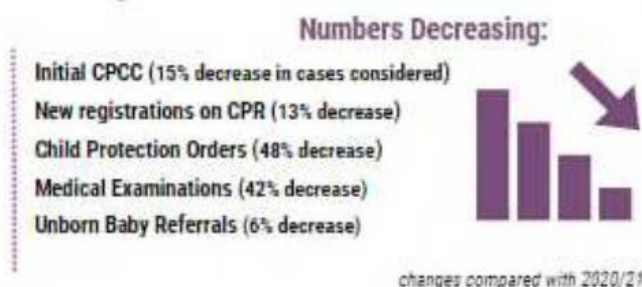 Numbers Decreasing:
Initial CPCC (15% decrease in cases considered)
New registrations on CPR (13% decrease)
Child Protection Orders (48% decrease)
Medical Examinations (42% decrease)
Unborn Baby Referrals (6% decrease)
changes compared with 2020/21